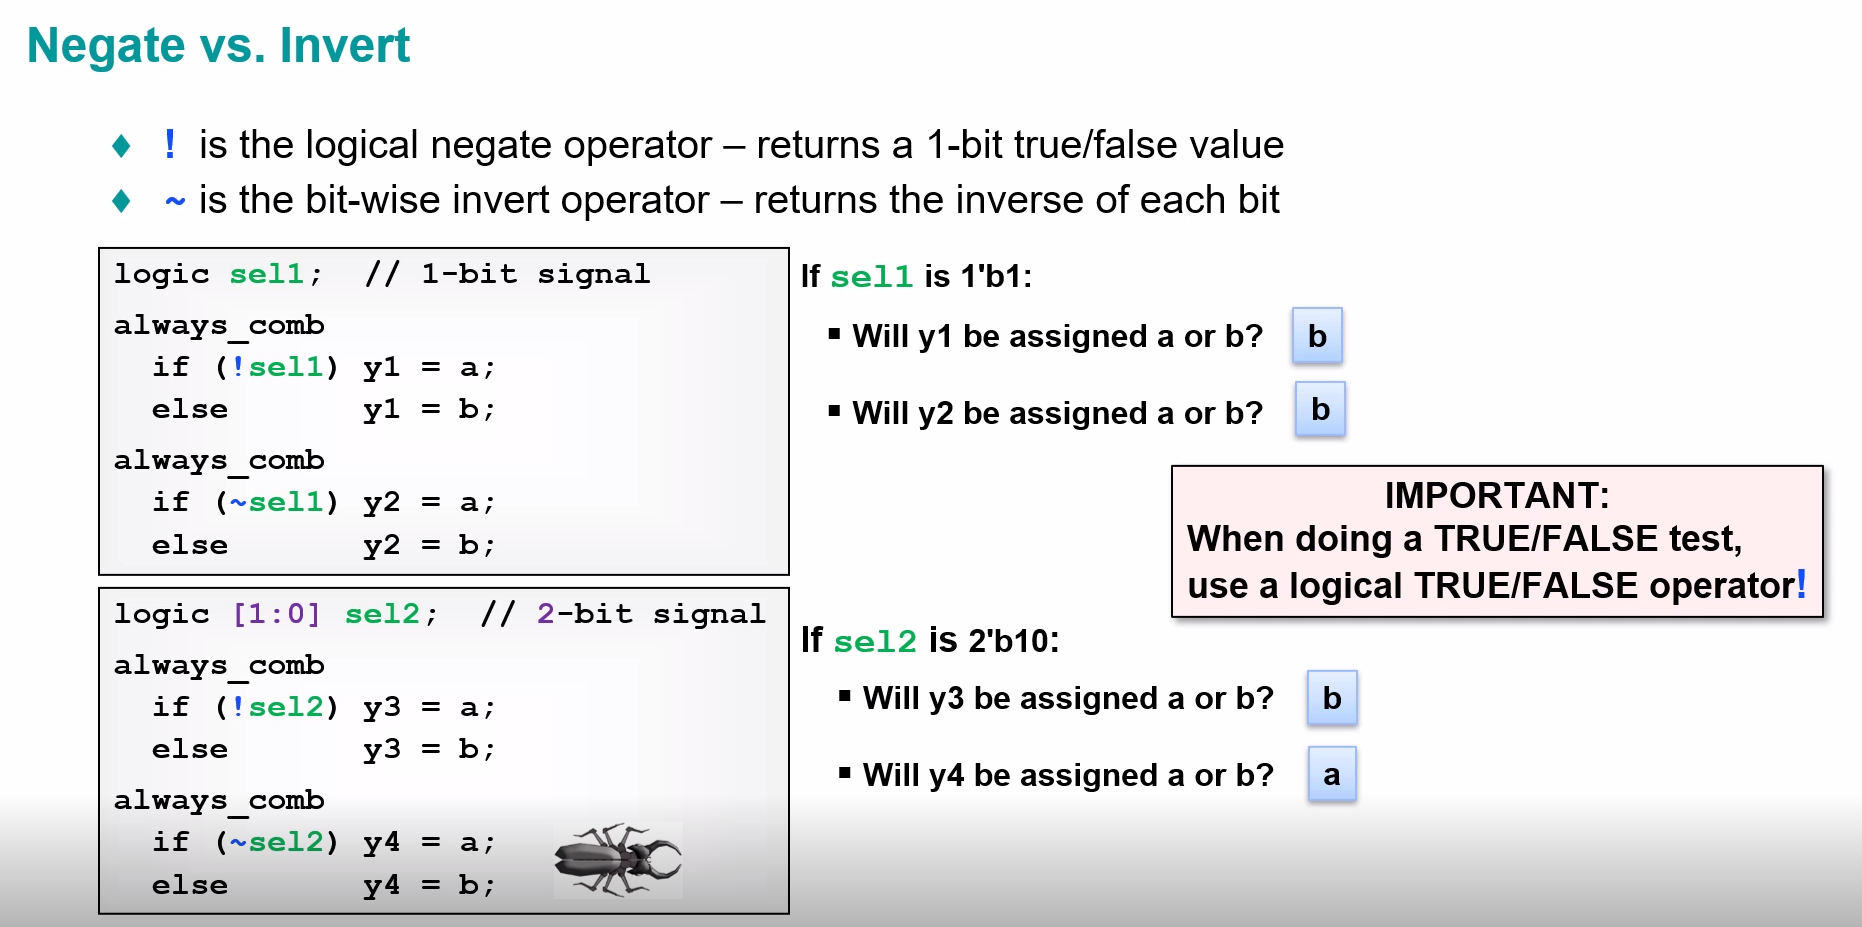 Negate vs. Invert
! is the logical negate operator – returns a 1-bit true/false value
~ is the bit-wise invert operator – returns the inverse of each bit
logic sel1;  // 1-bit signal
always_comb
  if (!sel1) y1 = a;
  else       y1 = b;
always_comb
  if (~sel1) y2 = a;
  else       y2 = b;
If sel1 is 1'b1:
Will y1 be assigned a or b? b
Will y2 be assigned a or b? b
IMPORTANT:
When doing a TRUE/FALSE test,
use a logical TRUE/FALSE operator!
logic [1:0] sel2;  // 2-bit signal
always_comb
  if (!sel2) y3 = a;
  else       y3 = b;
always_comb
  if (~sel2) y4 = a;
  else       y4 = b;
If sel2 is 2'b10:
Will y3 be assigned a or b? b
Will y4 be assigned a or b? a